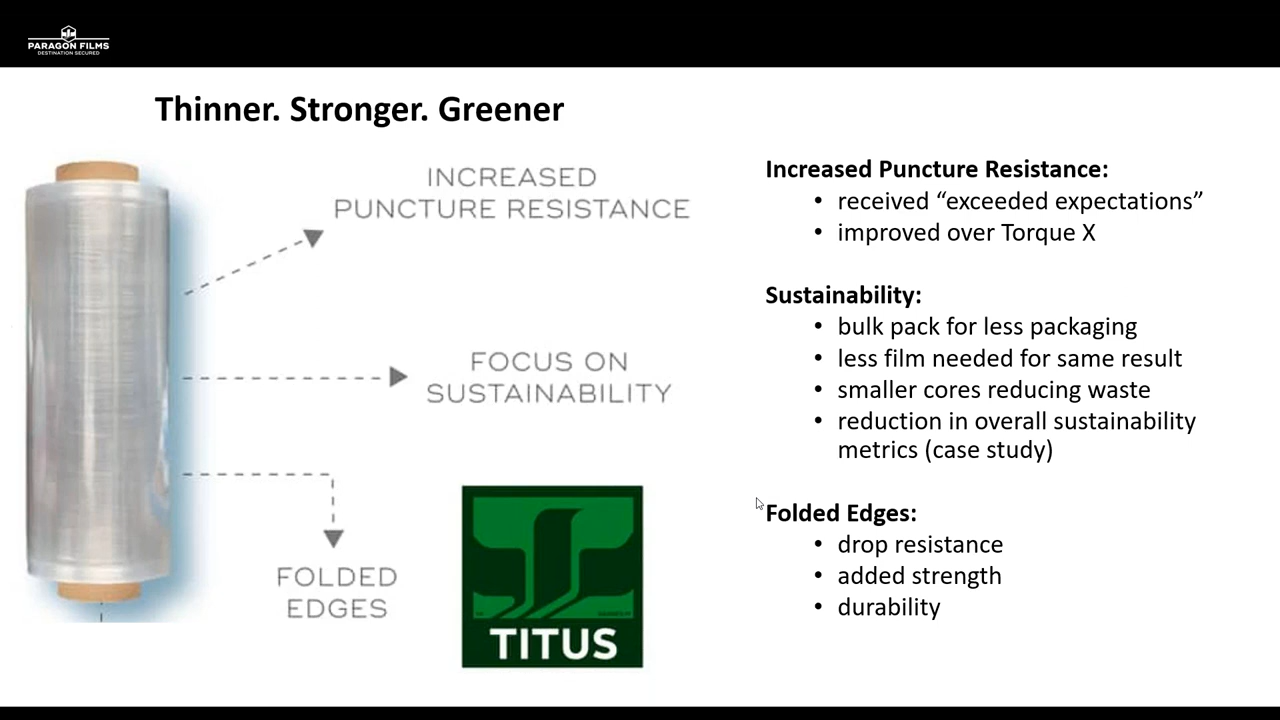 PARAGON FILMS
DESTINATION SECURED
Thinner. Stronger. Greener
INCREASED
PUNCTURE RESISTANCE
FOCUS ON
SUSTAINABILITY
FOLDED
EDGES
TITUS
Increased Puncture Resistance:
• received “exceeded expectations”
• improved over Torque X
Sustainability:
• bulk pack for less packaging
• less film needed for same result
• smaller cores reducing waste
• reduction in overall sustainability
metrics (case study)
Folded Edges:
• drop resistance
• added strength
• durability